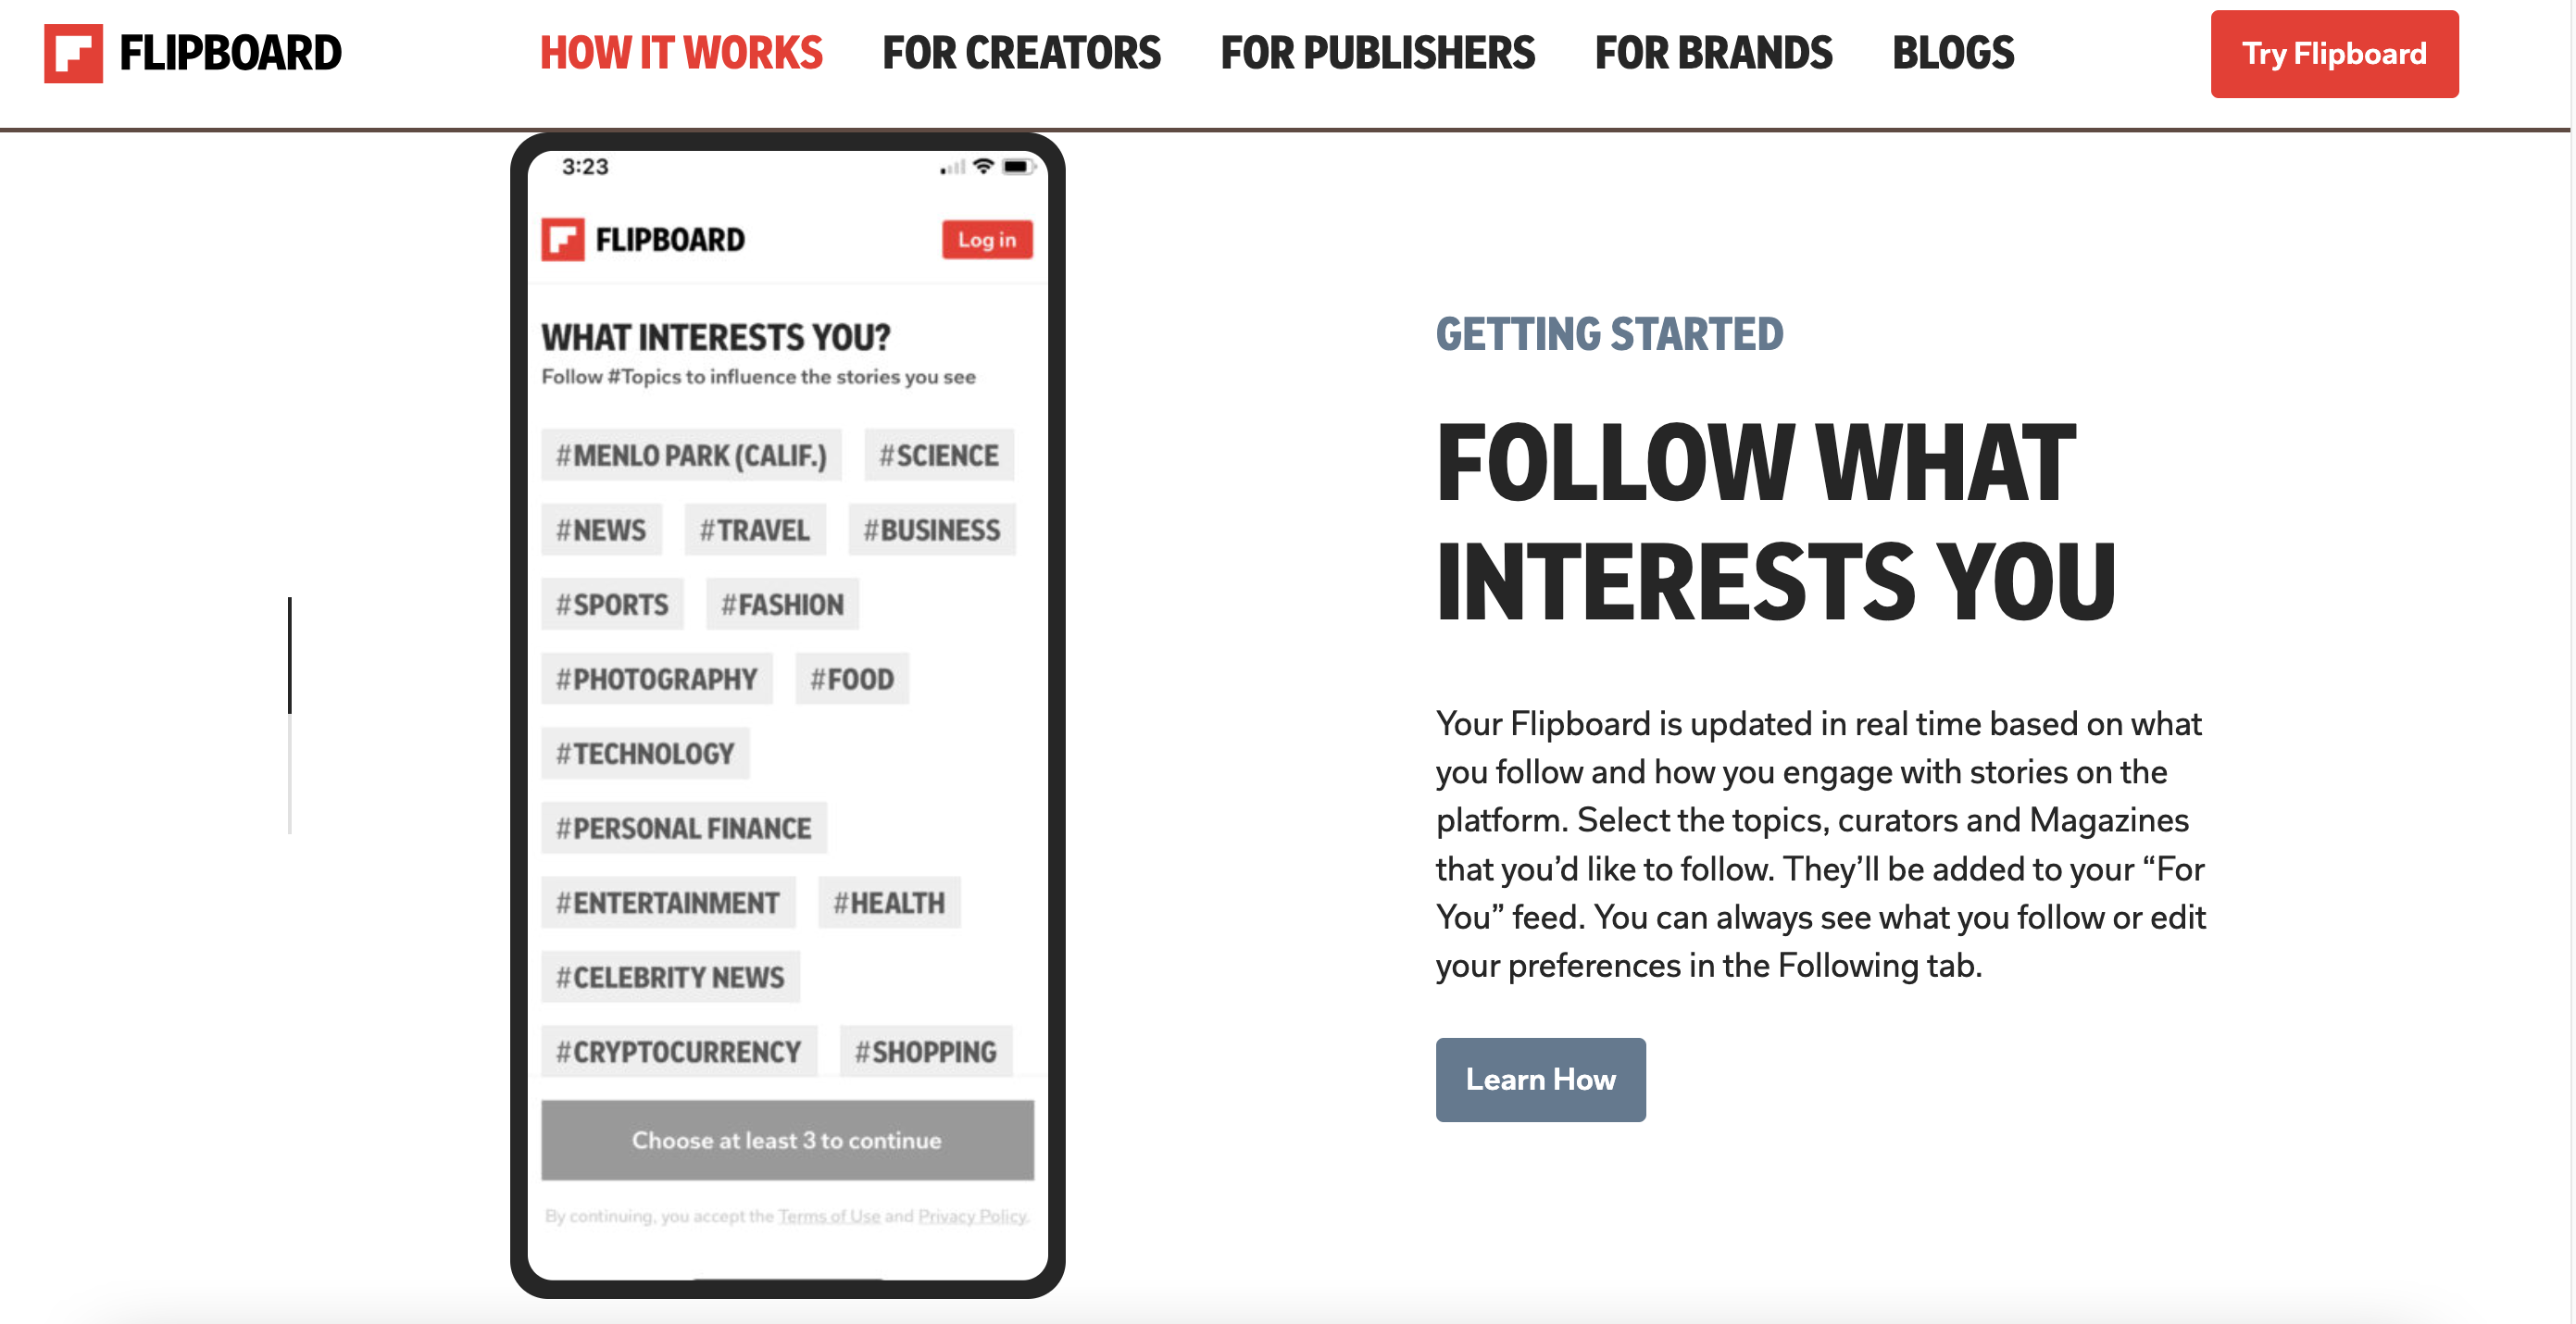 FLIPBOARD
HOW IT WORKS
FOR CREATORS
FOR PUBLISHERS
FOR BRANDS
BLOGS
Try Flipboard
3:23
FLIPBOARD
Log in
WHAT INTERESTS YOU?
Follow #Topics to influence the stories you see
#MENLO PARK (CALIF.) #SCIENCE
#NEWS #TRAVEL #BUSINESS
#SPORTS #FASHION
#PHOTOGRAPHY #FOOD
#TECHNOLOGY
#PERSONAL FINANCE
#ENTERTAINMENT #HEALTH
#CELEBRITY NEWS
#CRYPTOCURRENCY #SHOPPING
Choose at least 3 to continue
By continuing, you accept the Terms of Use and Privacy Policy.
GETTING STARTED
FOLLOW WHAT
INTERESTS YOU
Your Flipboard is updated in real time based on what
you follow and how you engage with stories on the
platform. Select the topics, curators and Magazines
that you’d like to follow. They’ll be added to your “For
You” feed. You can always see what you follow or edit
your preferences in the Following tab.
Learn How